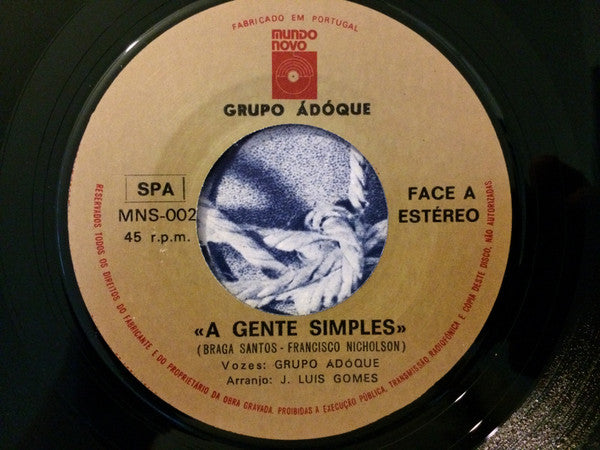 FABRICADO EM PORTUGAL
mundo
novo
GRUPO ÁDÓQUE
SPA
MNS-002
45 r.p.m.
FACE A
ESTÉREO
«A GENTE SIMPLES»
(BRAGA SANTOS - FRANCISCO NICHOLSON)
Vozes: GRUPO ADÓQUE
Arranjo: J. LUIS GOMES
RESERVADOS TODOS OS DIREITOS DO FABRICANTE E DO PROPRIETÁRIO DA OBRA GRAVADA. PROIBIDAS A EXECUÇÃO PÚBLICA, TRANSMISSÃO RADIOFÓNICA E CÓPIA DESTE DISCO, NÃO AUTORIZADAS